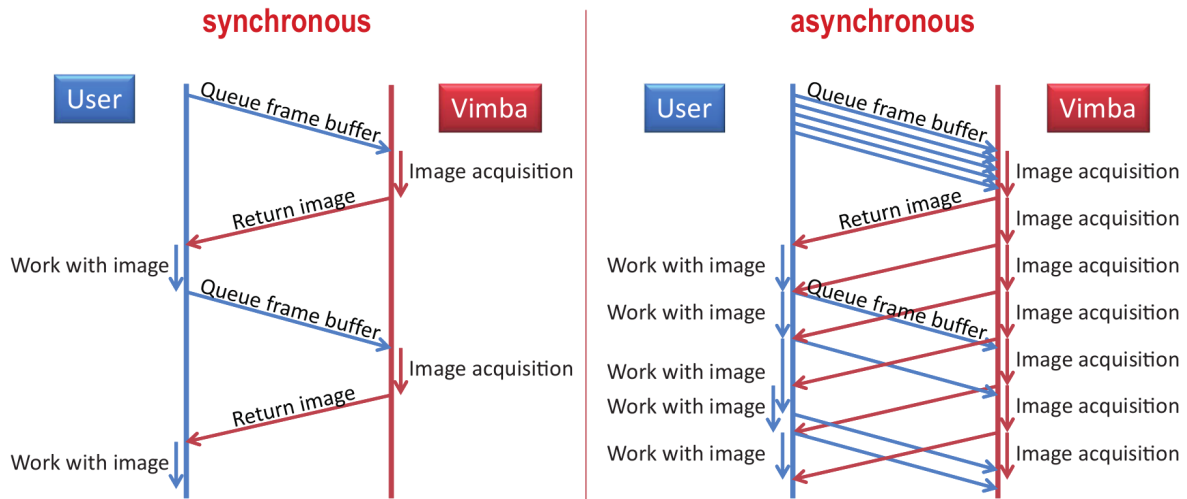 synchronous
User
Vimba
Queue frame buffer
Image acquisition
Return image
Work with image
Queue frame buffer
Image acquisition
Return image
Work with image
asynchronous
User
Vimba
Queue frame buffer
Image acquisition
Return image
Image acquisition
Work with image
Image acquisition
Queue frame buffer
Work with image
Image acquisition
Work with image
Image acquisition
Work with image
Image acquisition
Work with image
Image acquisition